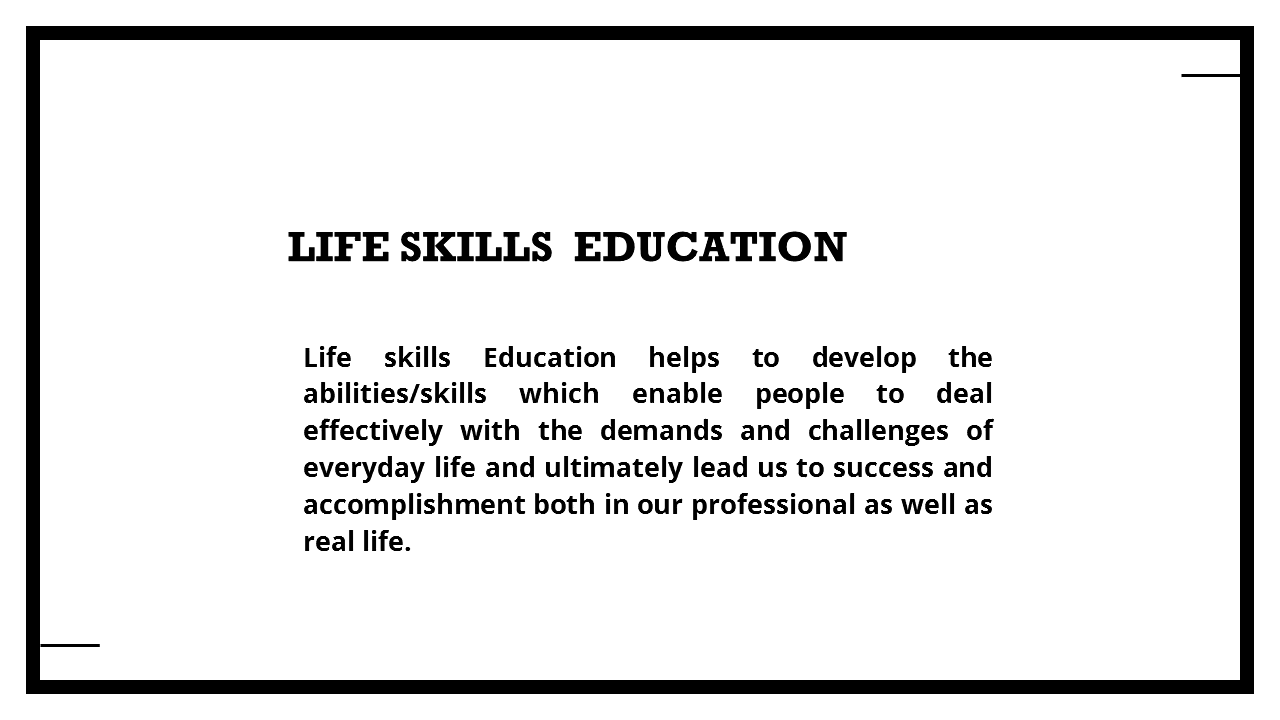 LIFE SKILLS  EDUCATION
Life skills Education helps to develop the
abilities/skills which enable people to deal
effectively with the demands and challenges of
everyday life and ultimately lead us to success and
accomplishment both in our professional as well as
real life.